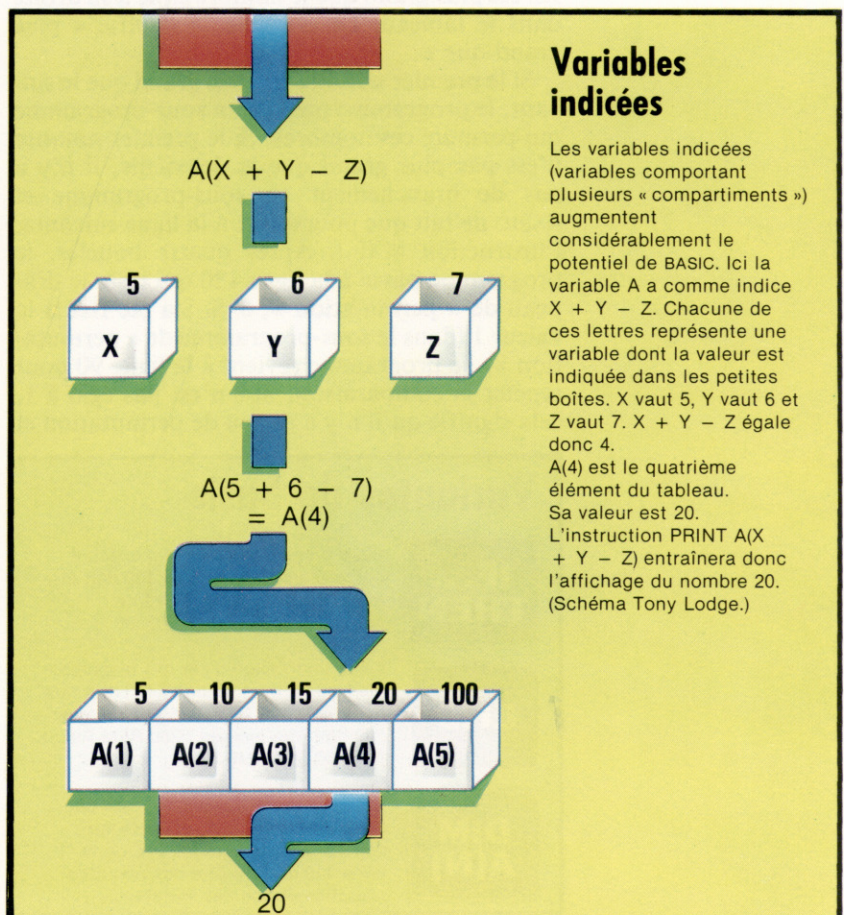 Variables
indicées
Les variables indicées
(variables comportant
plusieurs « compartiments »)
augmentent
considérablement le
potentiel de BASIC. Ici la
variable A a comme indice
X + Y − Z. Chacune de
ces lettres représente une
variable dont la valeur est
indiquée dans les petites
boîtes. X vaut 5, Y vaut 6 et
Z vaut 7. X + Y − Z égale
donc 4.
A(4) est le quatrième
élément du tableau.
Sa valeur est 20.
L'instruction PRINT A(X
+ Y − Z) entraînera donc
l'affichage du nombre 20.
(Schéma Tony Lodge.)
A(X + Y − Z)
5 6 7
X Y Z
A(5 + 6 − 7)
= A(4)
5 10 15 20 100
A(1) A(2) A(3) A(4) A(5)
20